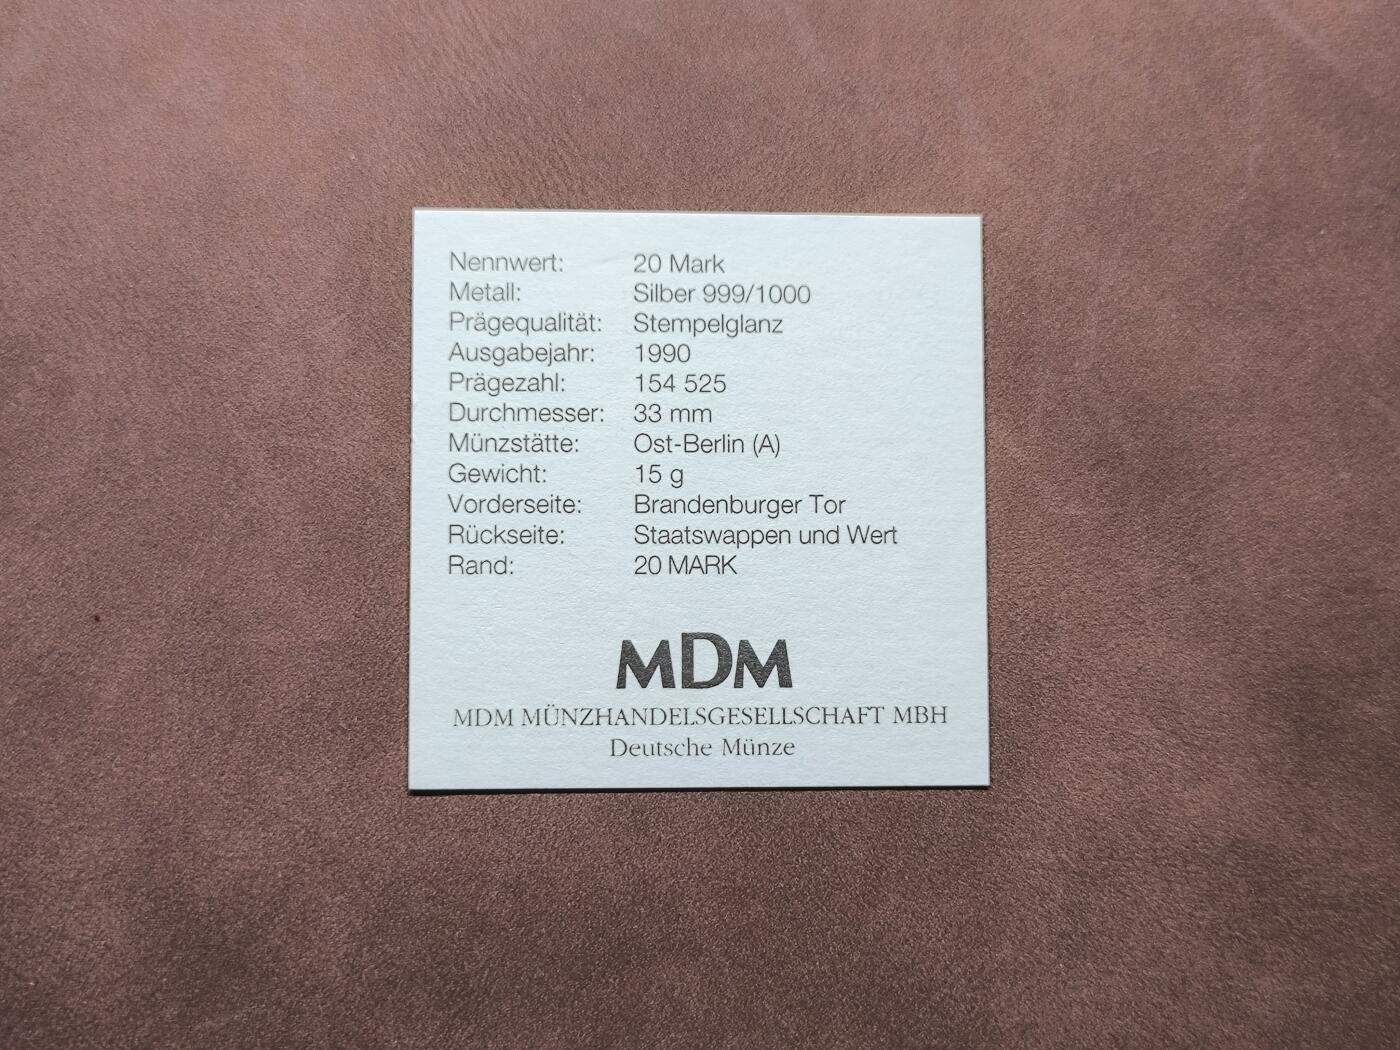 Nennwert: 20 Mark
Metall: Silber 999/1000
Prägequalität: Stempelglanz
Ausgabejahr: 1990
Prägezahl: 154 525
Durchmesser: 33 mm
Münzstätte: Ost-Berlin (A)
Gewicht: 15 g
Vorderseite: Brandenburger Tor
Rückseite: Staatswappen und Wert
Rand: 20 MARK
MDM
MDM MÜNZHANDELSGESELLSCHAFT MBH
Deutsche Münze